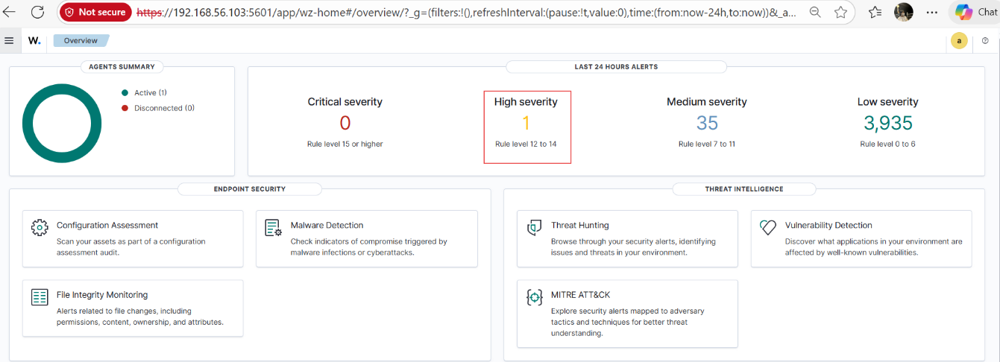 Not secure
https://192.168.56.103:5601/app/wz-home#/overview/?_g=(filters:!(),refreshInterval:(pause:!t,value:0),time:(from:now-24h,to:now))&_a...
Chat
W.
Overview
a
AGENTS SUMMARY
Active (1)
Disconnected (0)
LAST 24 HOURS ALERTS
Critical severity
0
Rule level 15 or higher
High severity
1
Rule level 12 to 14
Medium severity
35
Rule level 7 to 11
Low severity
3,935
Rule level 0 to 6
ENDPOINT SECURITY
Configuration Assessment
Scan your assets as part of a configuration
assessment audit.
Malware Detection
Check indicators of compromise triggered by
malware infections or cyberattacks.
File Integrity Monitoring
Alerts related to file changes, including
permissions, content, ownership, and attributes.
THREAT INTELLIGENCE
Threat Hunting
Browse through your security alerts, identifying
issues and threats in your environment.
Vulnerability Detection
Discover what applications in your environment are
affected by well-known vulnerabilities.
MITRE ATT&CK
Explore security alerts mapped to adversary
tactics and techniques for better threat
understanding.